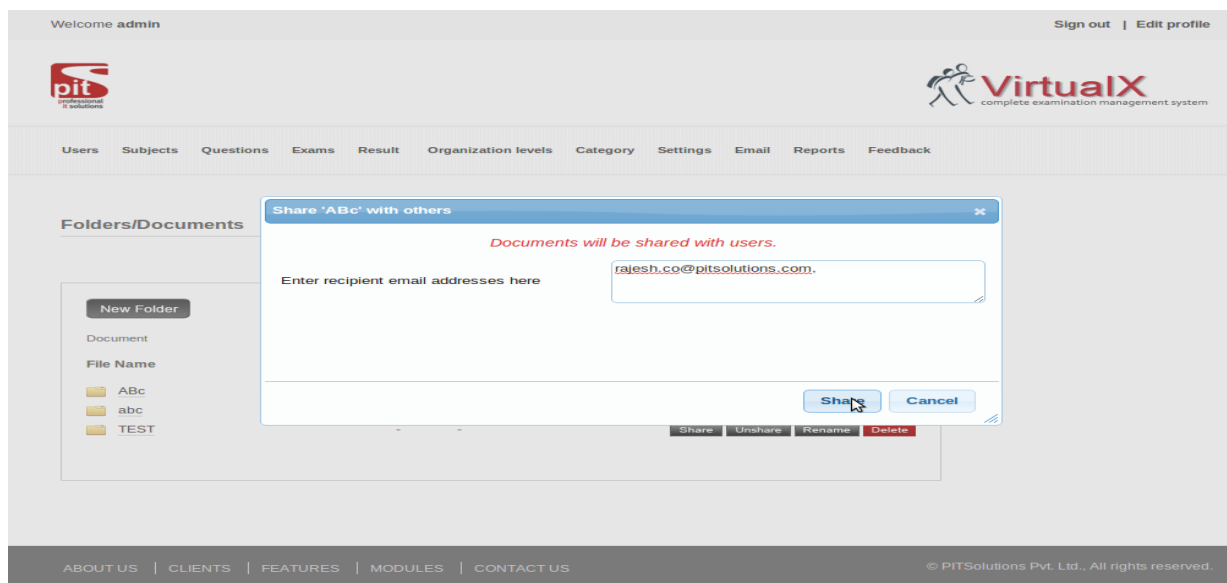 Welcome admin
Sign out | Edit profile
pit
professional
it solutions
VirtualX
complete examination management system
Users Subjects Questions Exams Result Organization levels Category Settings Email Reports Feedback
Folders/Documents
Share 'ABc' with others
Documents will be shared with users.
Enter recipient email addresses here
rajesh.co@pitsolutions.com,
New Folder
Document
File Name
ABc
abc
Share Cancel
TEST - - Share Unshare Rename Delete
ABOUT US | CLIENTS | FEATURES | MODULES | CONTACT US
© PITSolutions Pvt. Ltd., All rights reserved.